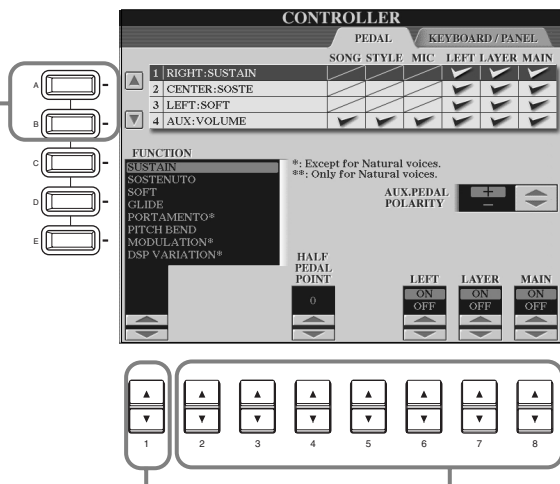 CONTROLLER
PEDAL KEYBOARD / PANEL
SONG STYLE MIC LEFT LAYER MAIN
A
1 RIGHT:SUSTAIN
2 CENTER:SOSTE
B
3 LEFT:SOFT
4 AUX:VOLUME
C
FUNCTION
SUSTAIN
SOSTENUTO
SOFT
GLIDE
PORTAMENTO*
PITCH BEND
MODULATION*
DSP VARIATION*
*: Except for Natural voices.
**: Only for Natural voices.
D
AUX.PEDAL
POLARITY
+
−
E
HALF
PEDAL
POINT
0
LEFT LAYER MAIN
ON ON ON
OFF OFF OFF
1 2 3 4 5 6 7 8